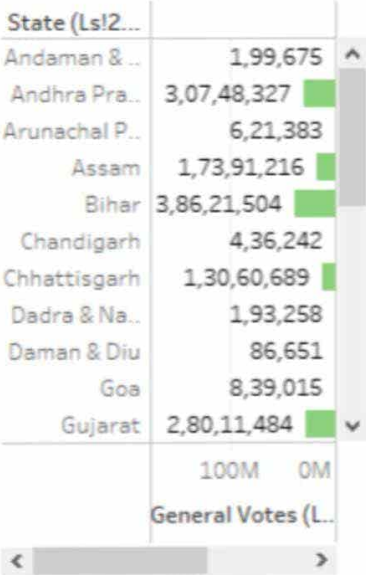 State (Ls!2...
Andaman & .. 1,99,675
Andhra Pra.. 3,07,48,327
Arunachal P.. 6,21,383
Assam 1,73,91,216
Bihar 3,86,21,504
Chandigarh 4,36,242
Chhattisgarh 1,30,60,689
Dadra & Na.. 1,93,258
Daman & Diu 86,651
Goa 8,39,015
Gujarat 2,80,11,484
100M 0M
General Votes (L..